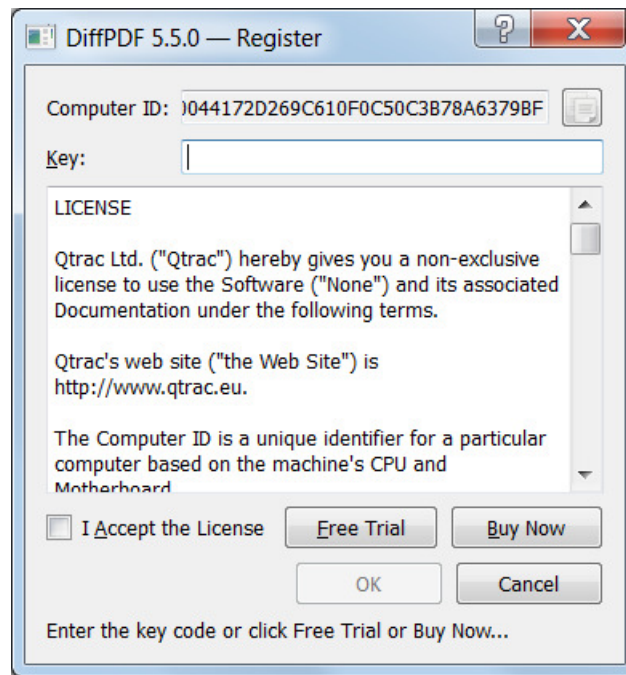 DiffPDF 5.5.0 — Register
Computer ID: 0044172D269C610F0C50C3B78A6379BF
Key:
LICENSE
Qtrac Ltd. ("Qtrac") hereby gives you a non-exclusive
license to use the Software ("None") and its associated
Documentation under the following terms.
Qtrac's web site ("the Web Site") is
http://www.qtrac.eu.
The Computer ID is a unique identifier for a particular
computer based on the machine's CPU and
Motherboard
I Accept the License Free Trial Buy Now
OK Cancel
Enter the key code or click Free Trial or Buy Now...